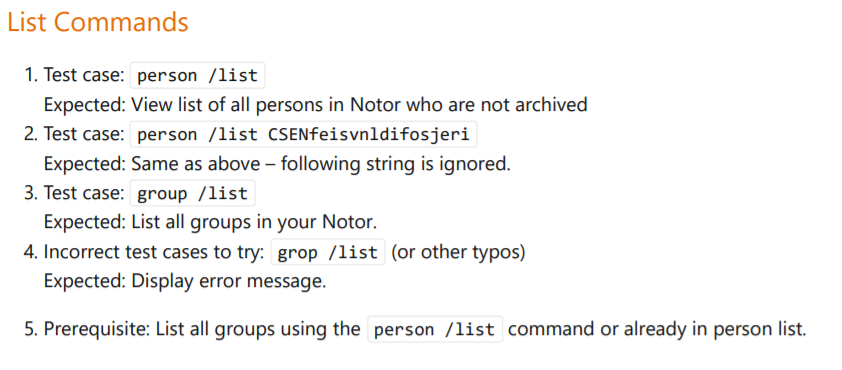 List Commands
1. Test case: person /list
Expected: View list of all persons in Notor who are not archived
2. Test case: person /list CSENfeisvnldifosjeri
Expected: Same as above – following string is ignored.
3. Test case: group /list
Expected: List all groups in your Notor.
4. Incorrect test cases to try: grop /list (or other typos)
Expected: Display error message.
5. Prerequisite: List all groups using the person /list command or already in person list.